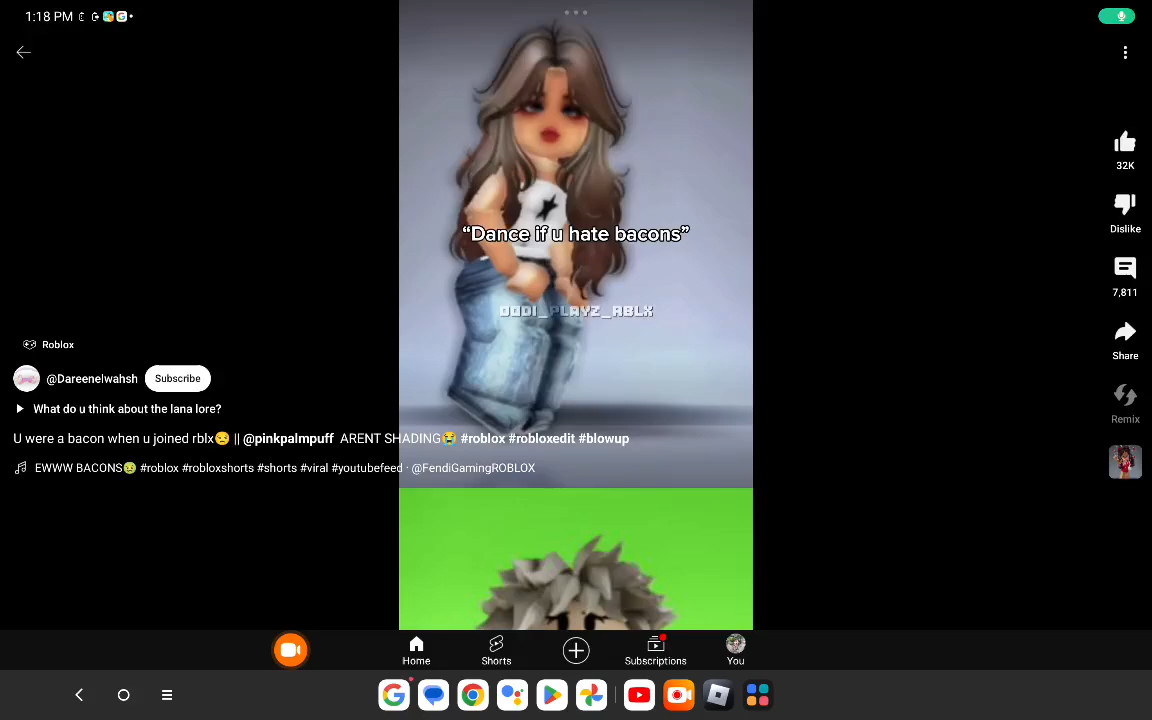 1:18 PM
"Dance if u hate bacons"
DODI_PLAYZ_RBLX
32K
Dislike
7,811
Share
Remix
Roblox
@Dareenelwahsh
Subscribe
What do u think about the lana lore?
U were a bacon when u joined rblx😒 || @pinkpalmpuff ARENT SHADING😭 #roblox #robloxedit #blowup
EWWW BACONS🤢 #roblox #robloxshorts #shorts #viral #youtubefeed · @FendiGamingROBLOX
Home
Shorts
Subscriptions
You